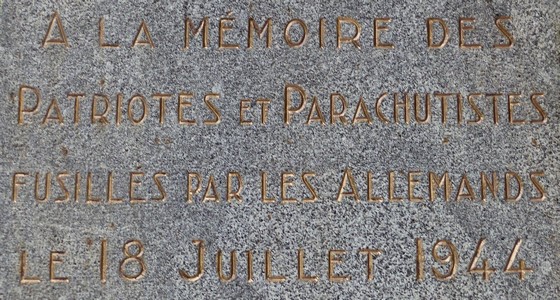 À LA MÉMOIRE DES
PATRIOTES ET PARACHUTISTES
FUSILLÉS PAR LES ALLEMANDS
LE 18 JUILLET 1944